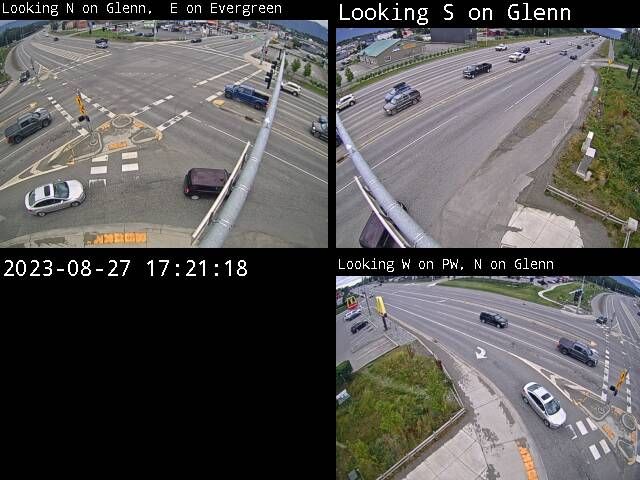 Looking N on Glenn,  E on Evergreen
Looking S on Glenn
2023-08-27 17:21:18
Looking W on PW, N on Glenn